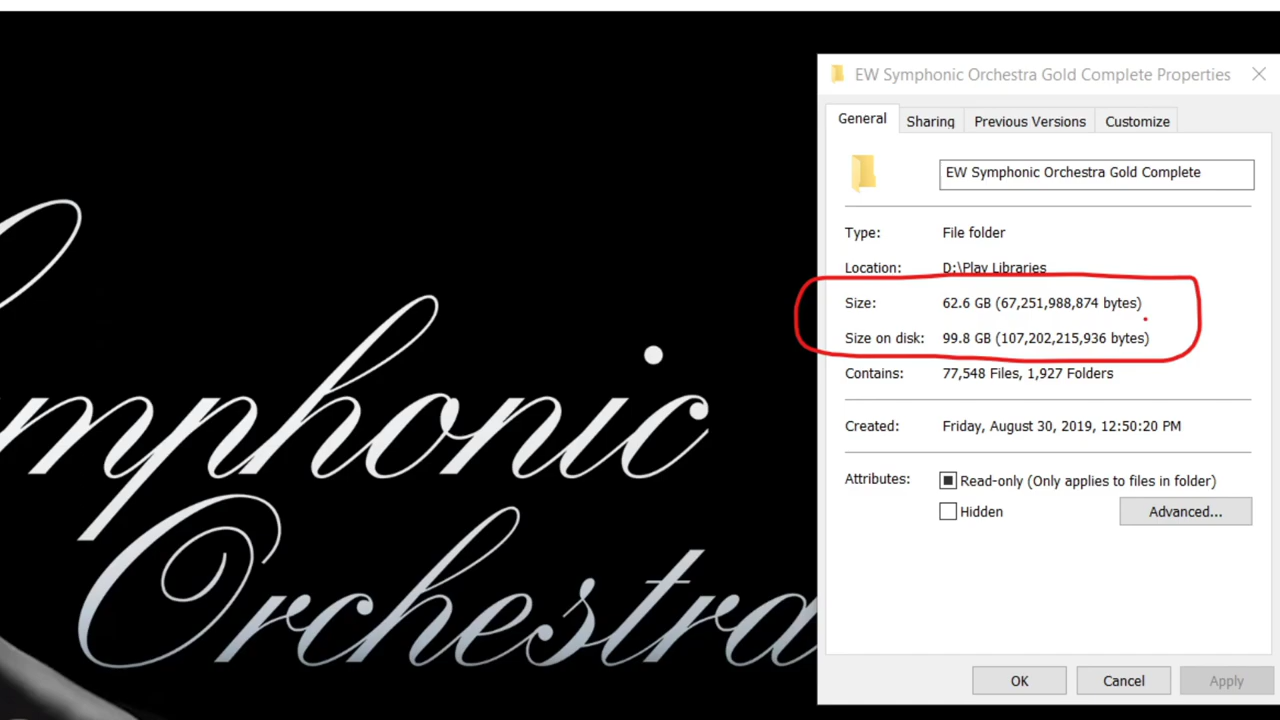 Symphonic
Orchestra
EW Symphonic Orchestra Gold Complete Properties
General Sharing Previous Versions Customize
EW Symphonic Orchestra Gold Complete
Type: File folder
Location: D:\Play Libraries
Size: 62.6 GB (67,251,988,874 bytes)
Size on disk: 99.8 GB (107,202,215,936 bytes)
Contains: 77,548 Files, 1,927 Folders
Created: Friday, August 30, 2019, 12:50:20 PM
Attributes: Read-only (Only applies to files in folder)
Hidden Advanced...
OK Cancel Apply